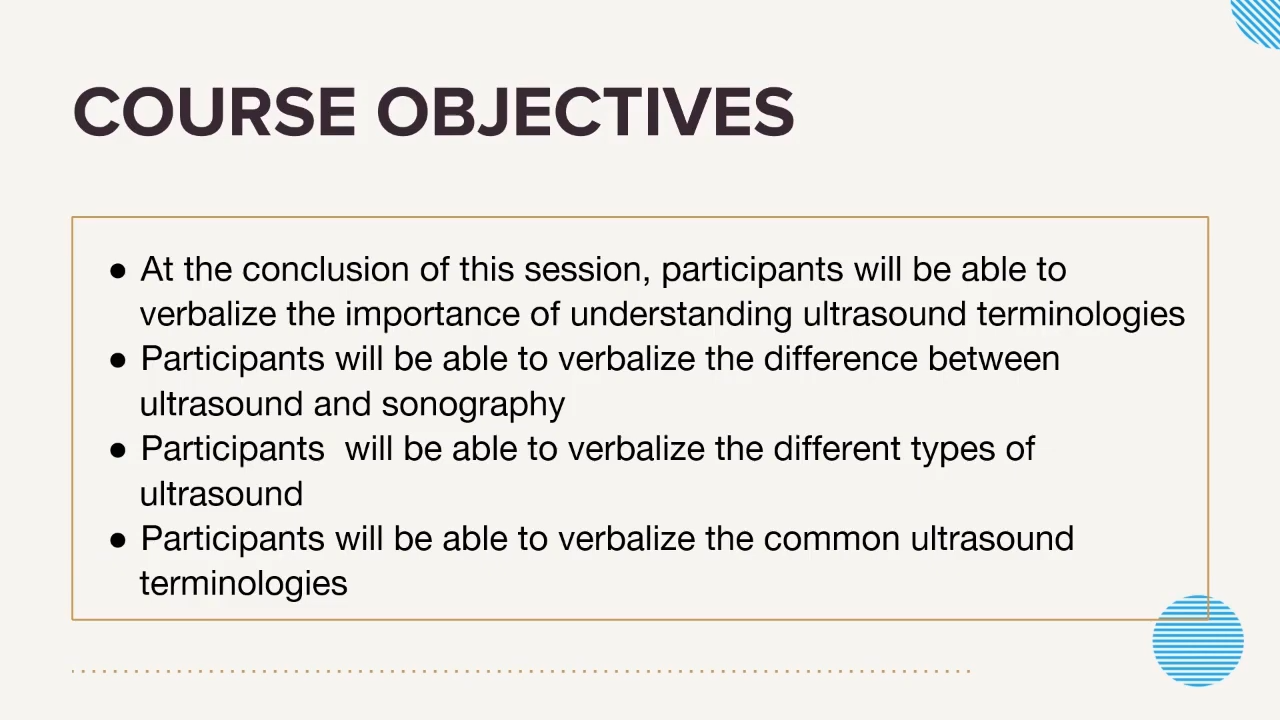 COURSE OBJECTIVES
● At the conclusion of this session, participants will be able to
verbalize the importance of understanding ultrasound terminologies
● Participants will be able to verbalize the difference between
ultrasound and sonography
● Participants  will be able to verbalize the different types of
ultrasound
● Participants will be able to verbalize the common ultrasound
terminologies